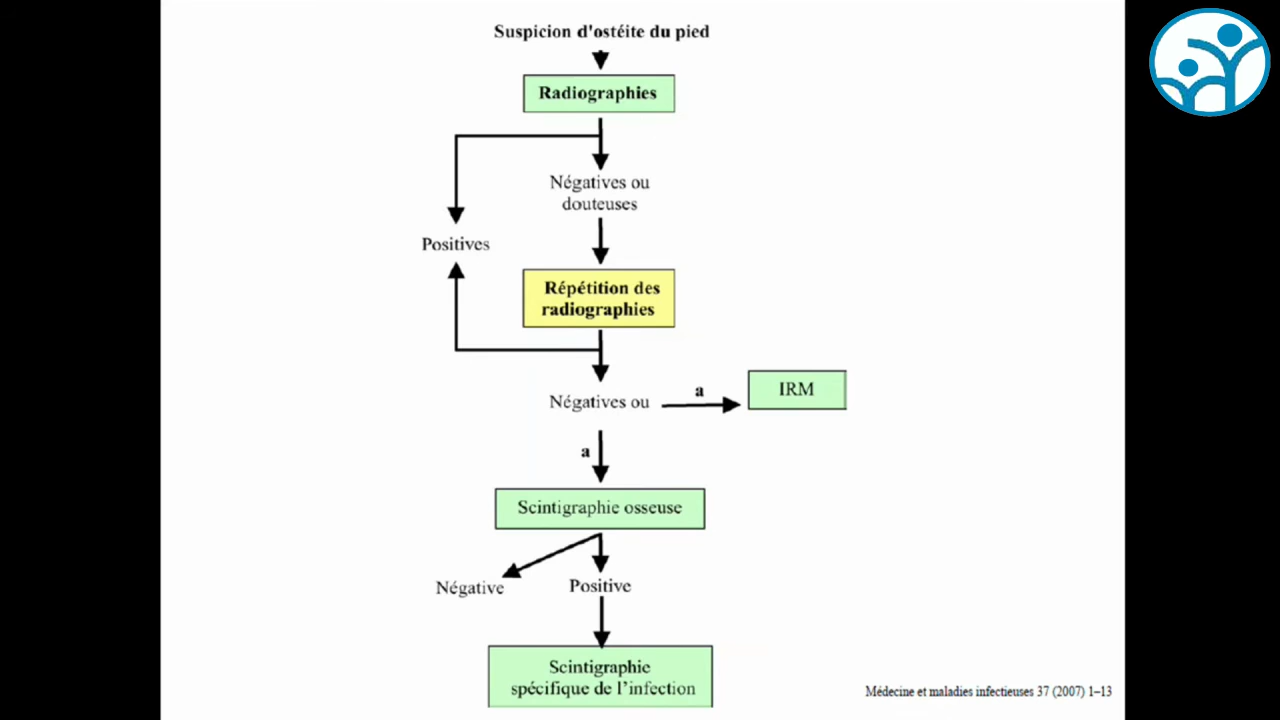 Suspicion d'ostéite du pied
Radiographies
Négatives ou
douteuses
Positives
Répétition des
radiographies
Négatives ou
a
IRM
a
Scintigraphie osseuse
Négative
Positive
Scintigraphie
spécifique de l'infection
Médecine et maladies infectieuses 37 (2007) 1–13